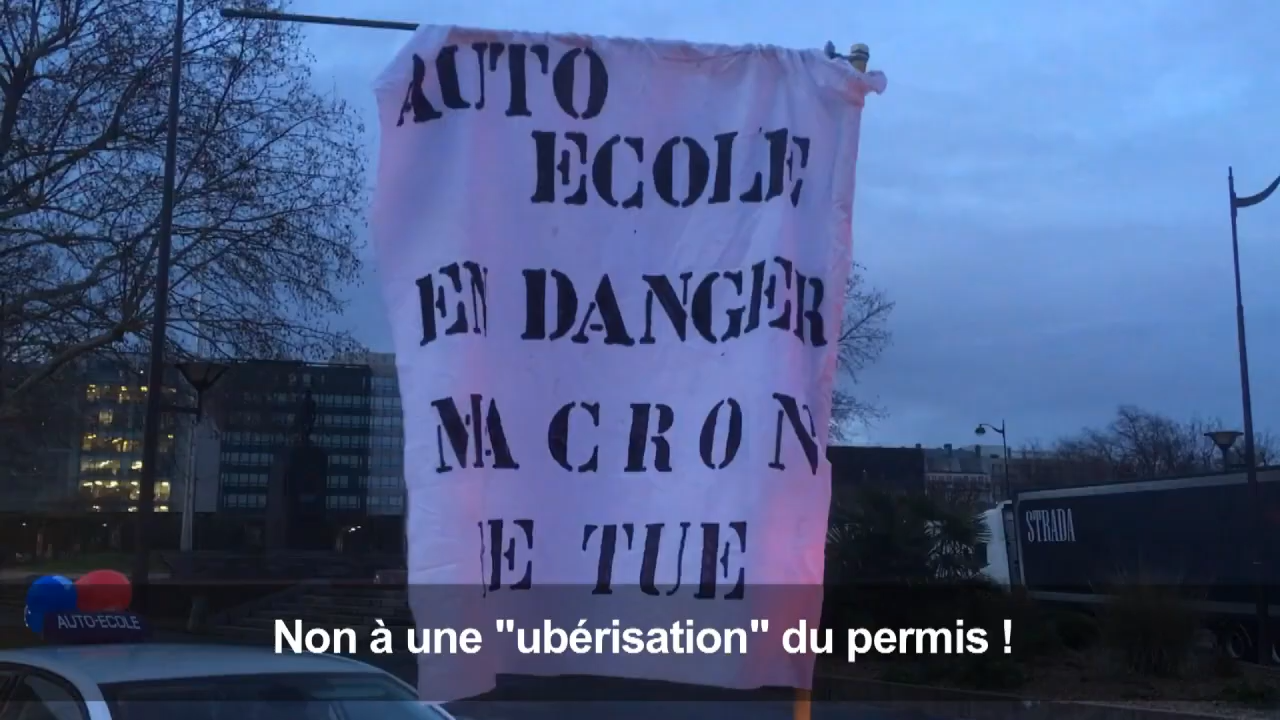 AUTO
ECOLE
EN DANGER
MACRON
TUE
STRADA
AUTO-ECOLE
Non à une "ubérisation" du permis !